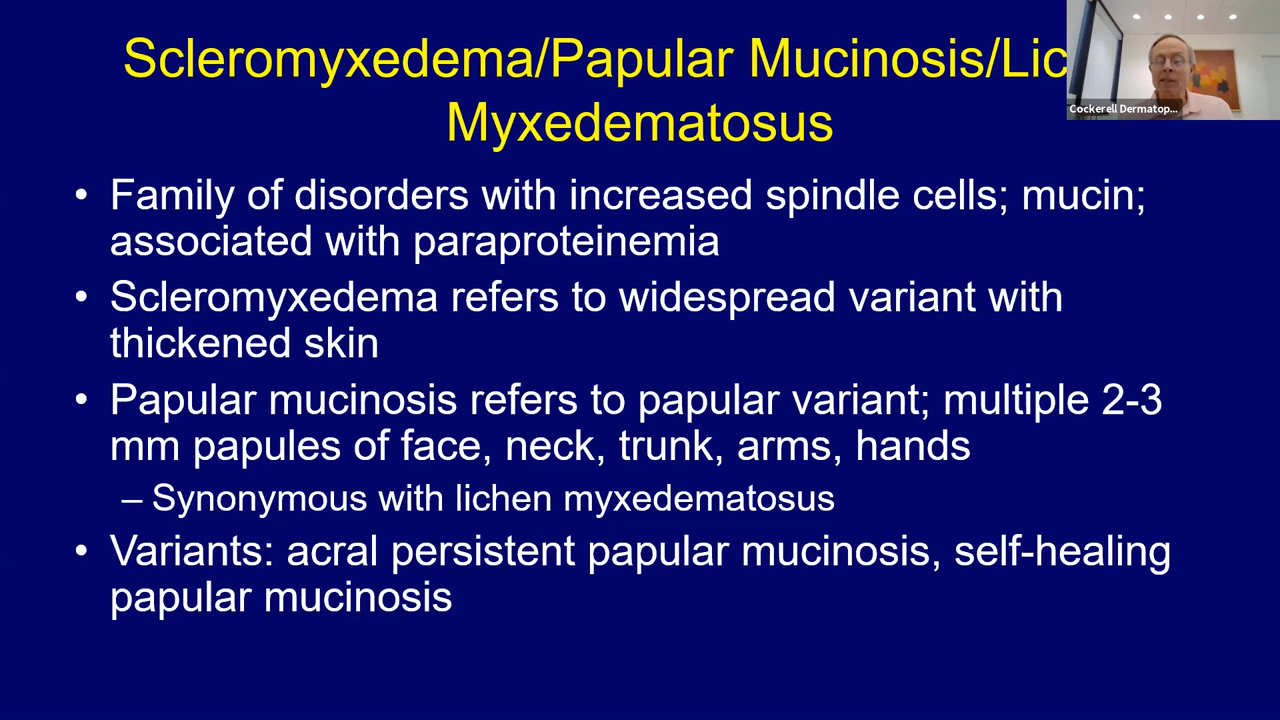 Scleromyxedema/Papular Mucinosis/Lic
Myxedematosus
• Family of disorders with increased spindle cells; mucin;
associated with paraproteinemia
• Scleromyxedema refers to widespread variant with
thickened skin
• Papular mucinosis refers to papular variant; multiple 2-3
mm papules of face, neck, trunk, arms, hands
– Synonymous with lichen myxedematosus
• Variants: acral persistent papular mucinosis, self-healing
papular mucinosis
Cockerell Dermatop...